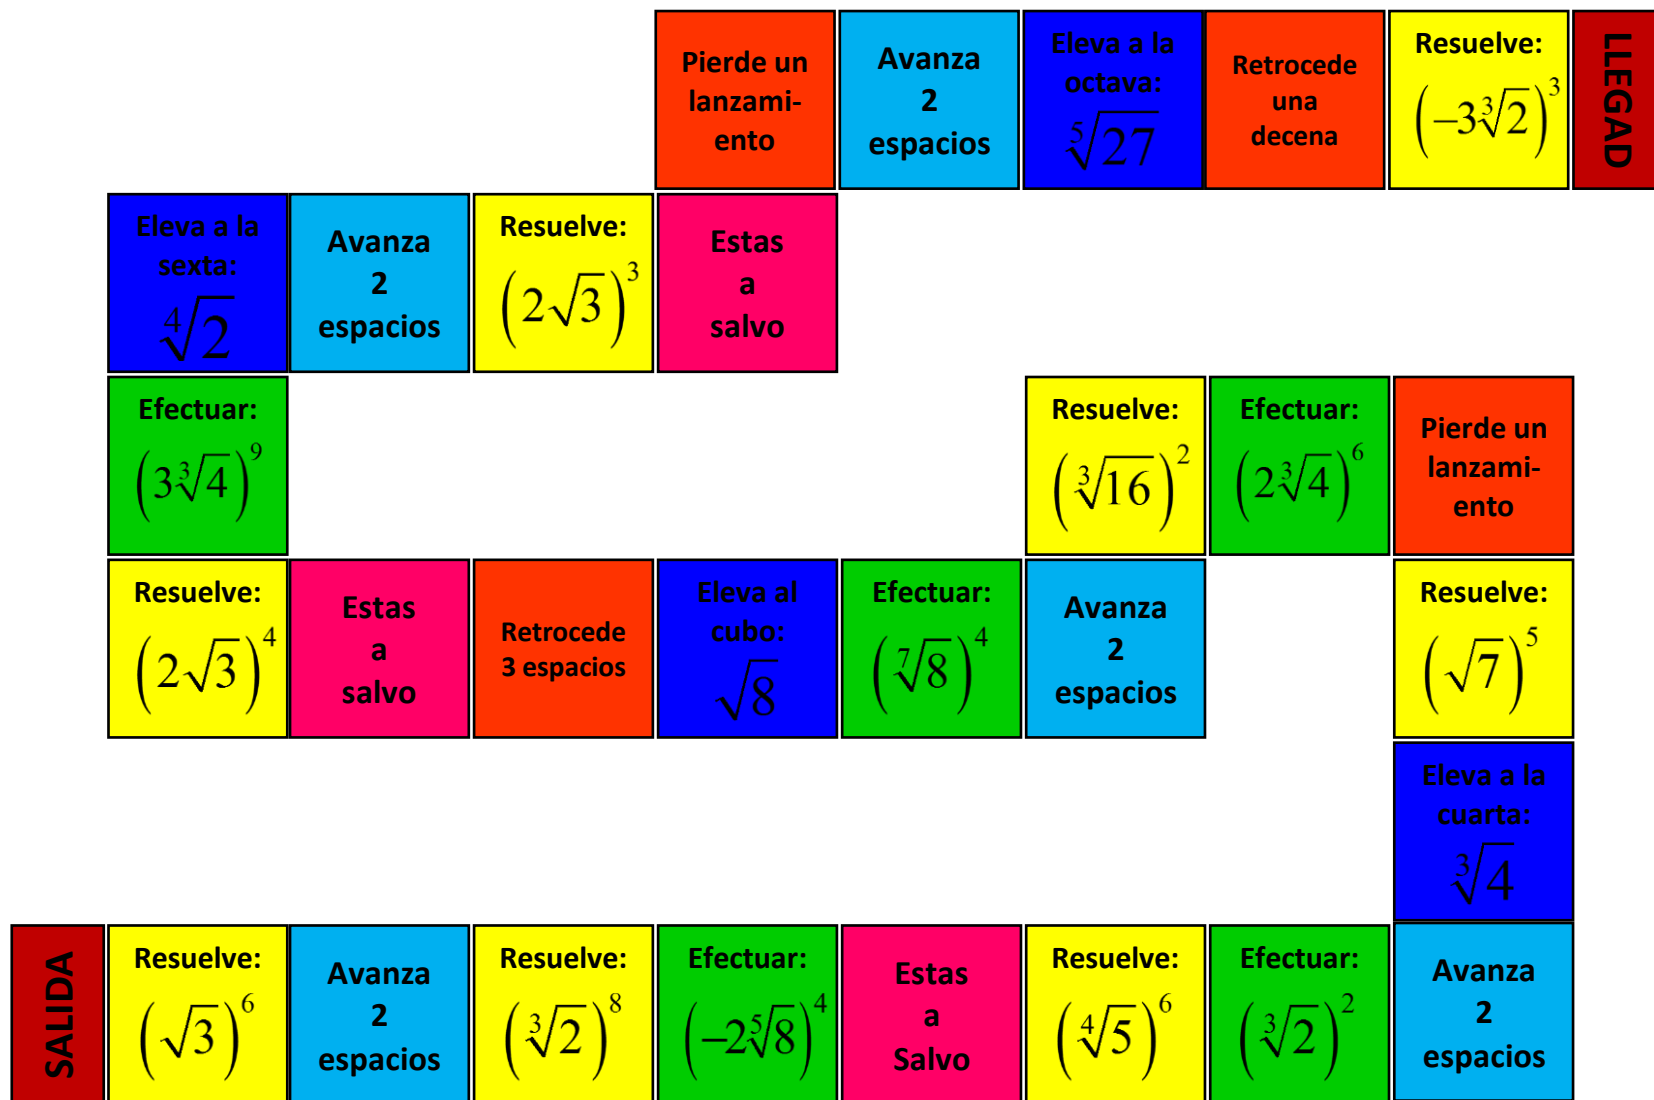 Pierde un
lanzami-
ento
Avanza
2
espacios
Eleva a la
octava:
⁵√27
Retrocede
una
decena
Resuelve:
(−3∛2)³
LLEGAD
Eleva a la
sexta:
∜2
Avanza
2
espacios
Resuelve:
(2√3)³
Estas
a
salvo
Efectuar:
(3∛4)⁹
Resuelve:
(∛16)²
Efectuar:
(2∛4)⁶
Pierde un
lanzami-
ento
Resuelve:
(2√3)⁴
Estas
a
salvo
Retrocede
3 espacios
Eleva al
cubo:
√8
Efectuar:
(⁷√8)⁴
Avanza
2
espacios
Resuelve:
(√7)⁵
Eleva a la
cuarta:
∛4
SALIDA
Resuelve:
(√3)⁶
Avanza
2
espacios
Resuelve:
(∛2)⁸
Efectuar:
(−2⁵√8)⁴
Estas
a
Salvo
Resuelve:
(∜5)⁶
Efectuar:
(∛2)²
Avanza
2
espacios